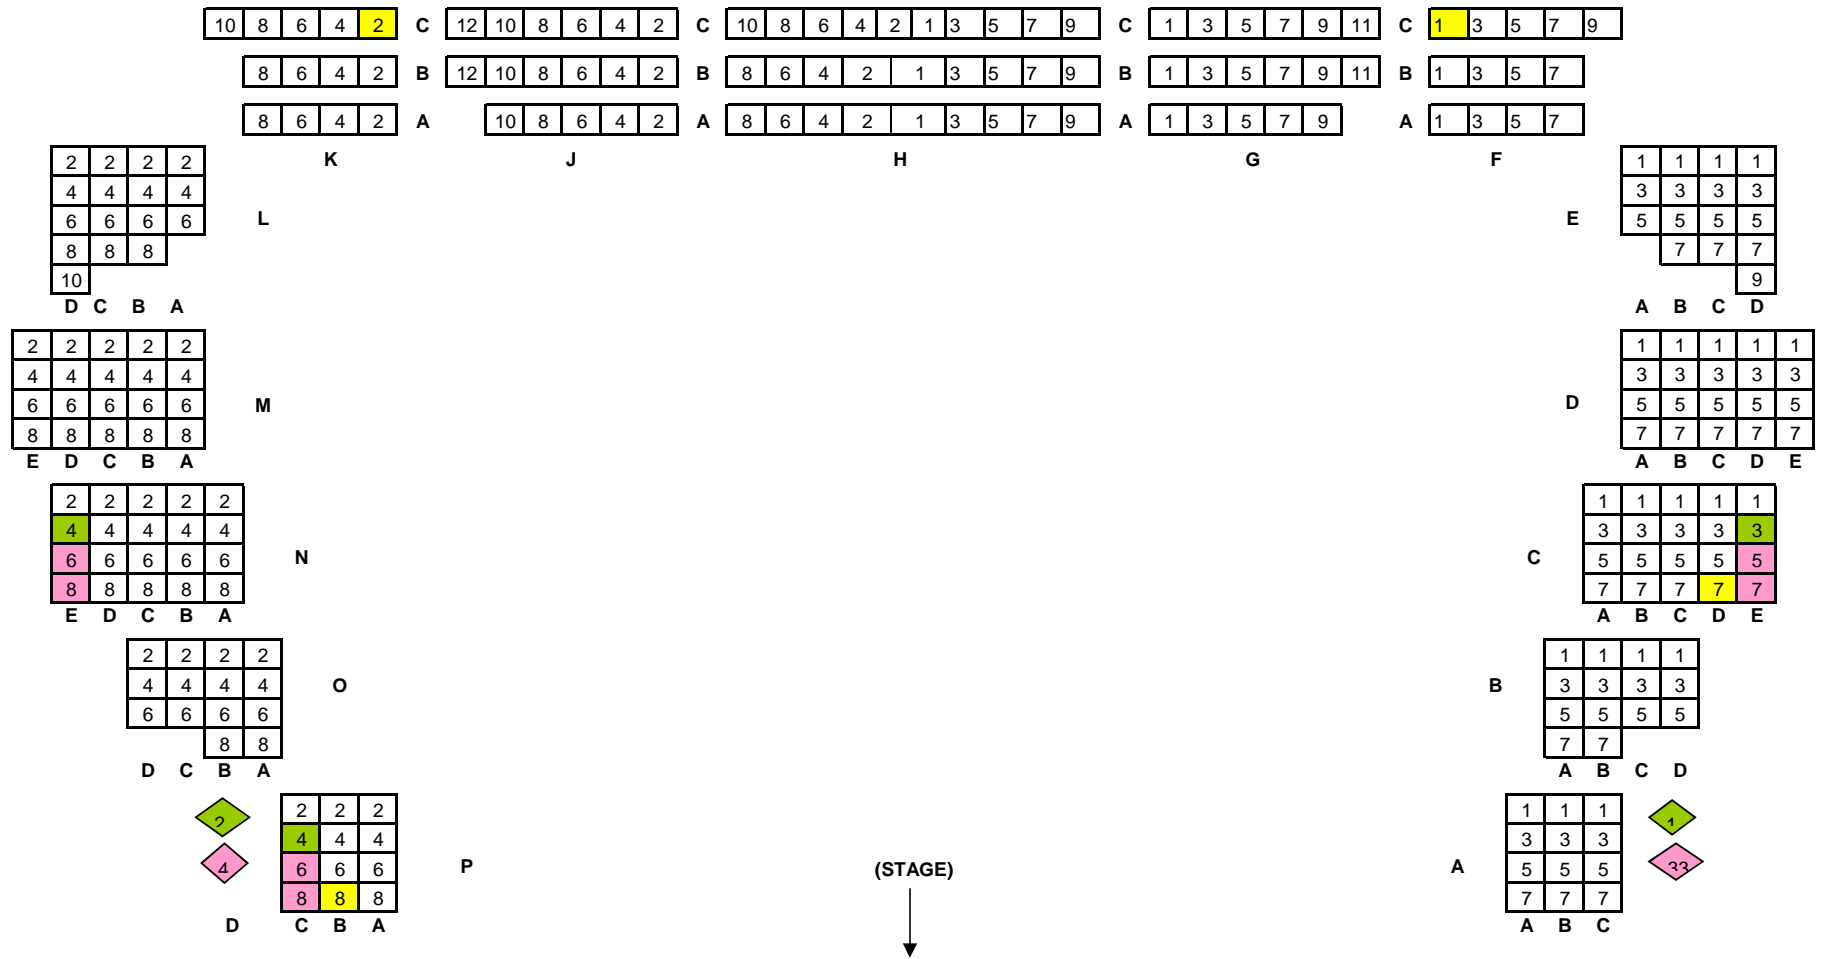 10 8 6 4 2 C 12 10 8 6 4 2 C 10 8 6 4 2 1 3 5 7 9 C 1 3 5 7 9 11 C 1 3 5 7 9
8 6 4 2 B 12 10 8 6 4 2 B 8 6 4 2 1 3 5 7 9 B 1 3 5 7 9 11 B 1 3 5 7
8 6 4 2 A 10 8 6 4 2 A 8 6 4 2 1 3 5 7 9 A 1 3 5 7 9 A 1 3 5 7
K J H G F
2 2 2 2 1 1 1 1
4 4 4 4 3 3 3 3
6 6 6 6 L E 5 5 5 5
8 8 8 7 7 7
10 9
D C B A A B C D
2 2 2 2 2 1 1 1 1 1
4 4 4 4 4 3 3 3 3 3
6 6 6 6 6 M D 5 5 5 5 5
8 8 8 8 8 7 7 7 7 7
E D C B A A B C D E
2 2 2 2 2 1 1 1 1 1
4 4 4 4 4 3 3 3 3 3
6 6 6 6 6 N C 5 5 5 5 5
8 8 8 8 8 7 7 7 7 7
E D C B A A B C D E
2 2 2 2 1 1 1 1
4 4 4 4 O B 3 3 3 3
6 6 6 6 5 5 5 5
8 8 7 7
D C B A A B C D
2 2 2 2 1 1 1 1
4 4 4 3 3 3
4 6 6 6 P (STAGE) A 5 5 5 33
8 8 8 7 7 7
D C B A A B C